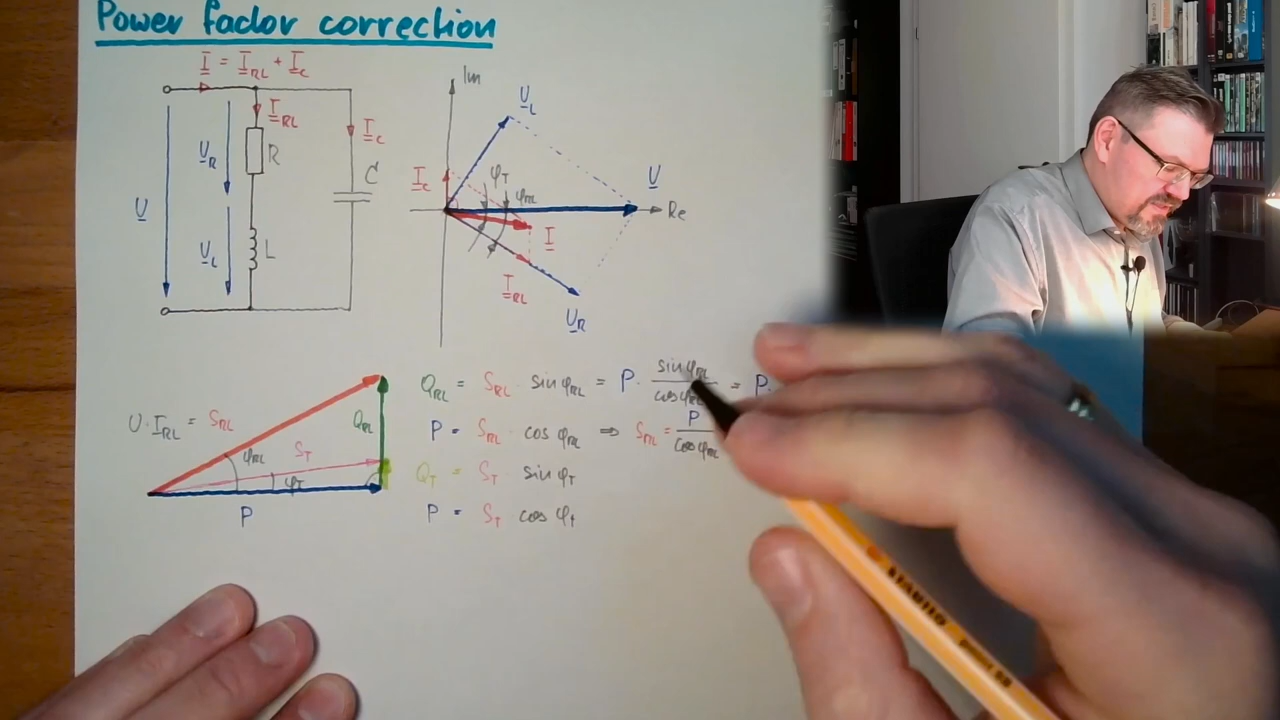 Power factor correction
I = I_RL + I_C
Im
U_L
I_RL
I_C
U_R
R
C
I_C
φ_T
φ_RL
U
U
Re
I
U_L
L
I_RL
U_R
Q_RL = S_RL · sin φ_RL = P · sin φ_RL / cos φ_RL = P ·
U · I_RL = S_RL
Q_RL
P = S_RL · cos φ_RL ⇒ S_RL = P / cos φ_RL
φ_RL
S_T
Q_T = S_T · sin φ_T
φ_T
P
P = S_T cos φ_T
STABILO